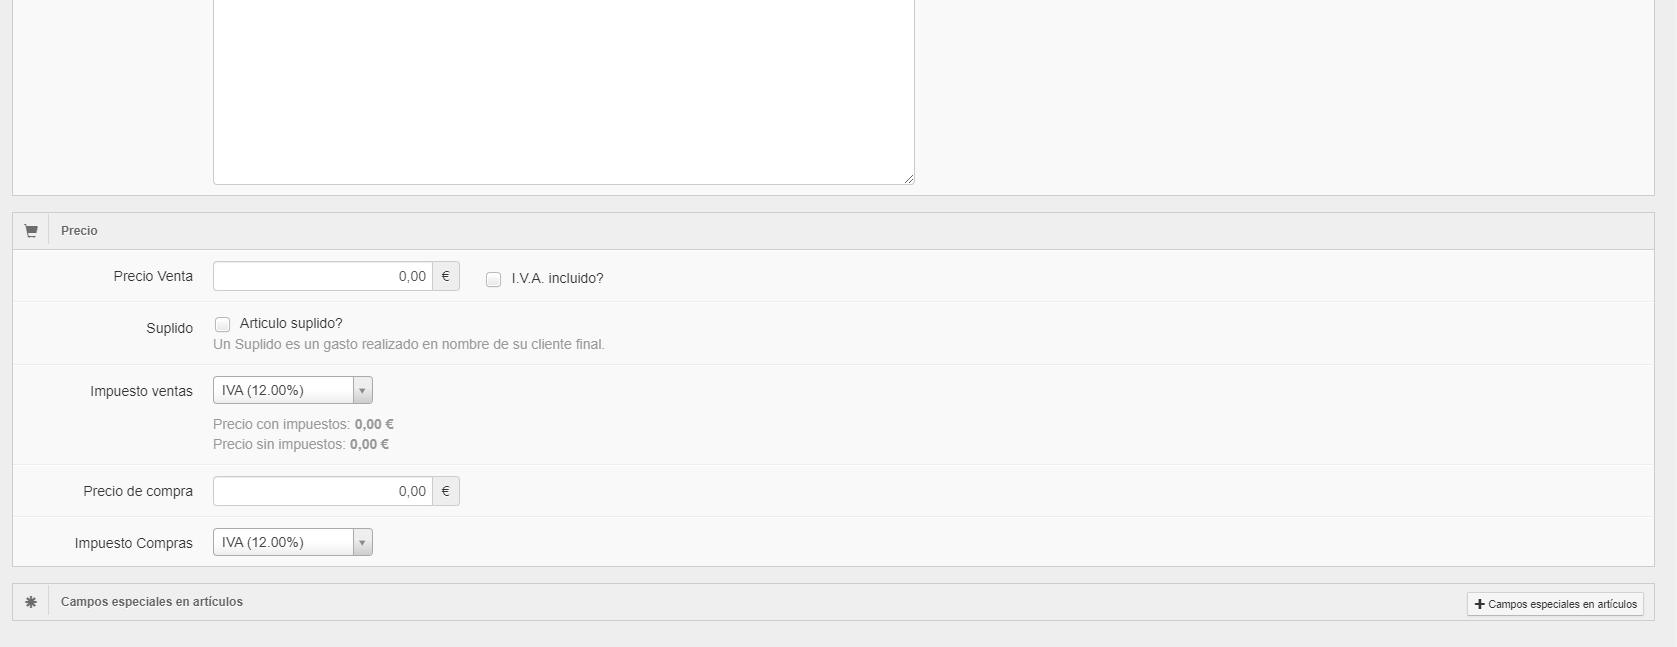 Precio
Precio Venta 0,00 € I.V.A. incluido?
Suplido Articulo suplido?
Un Suplido es un gasto realizado en nombre de su cliente final.
Impuesto ventas IVA (12.00%)
Precio con impuestos: 0,00 €
Precio sin impuestos: 0,00 €
Precio de compra 0,00 €
Impuesto Compras IVA (12.00%)
Campos especiales en artículos Campos especiales en artículos